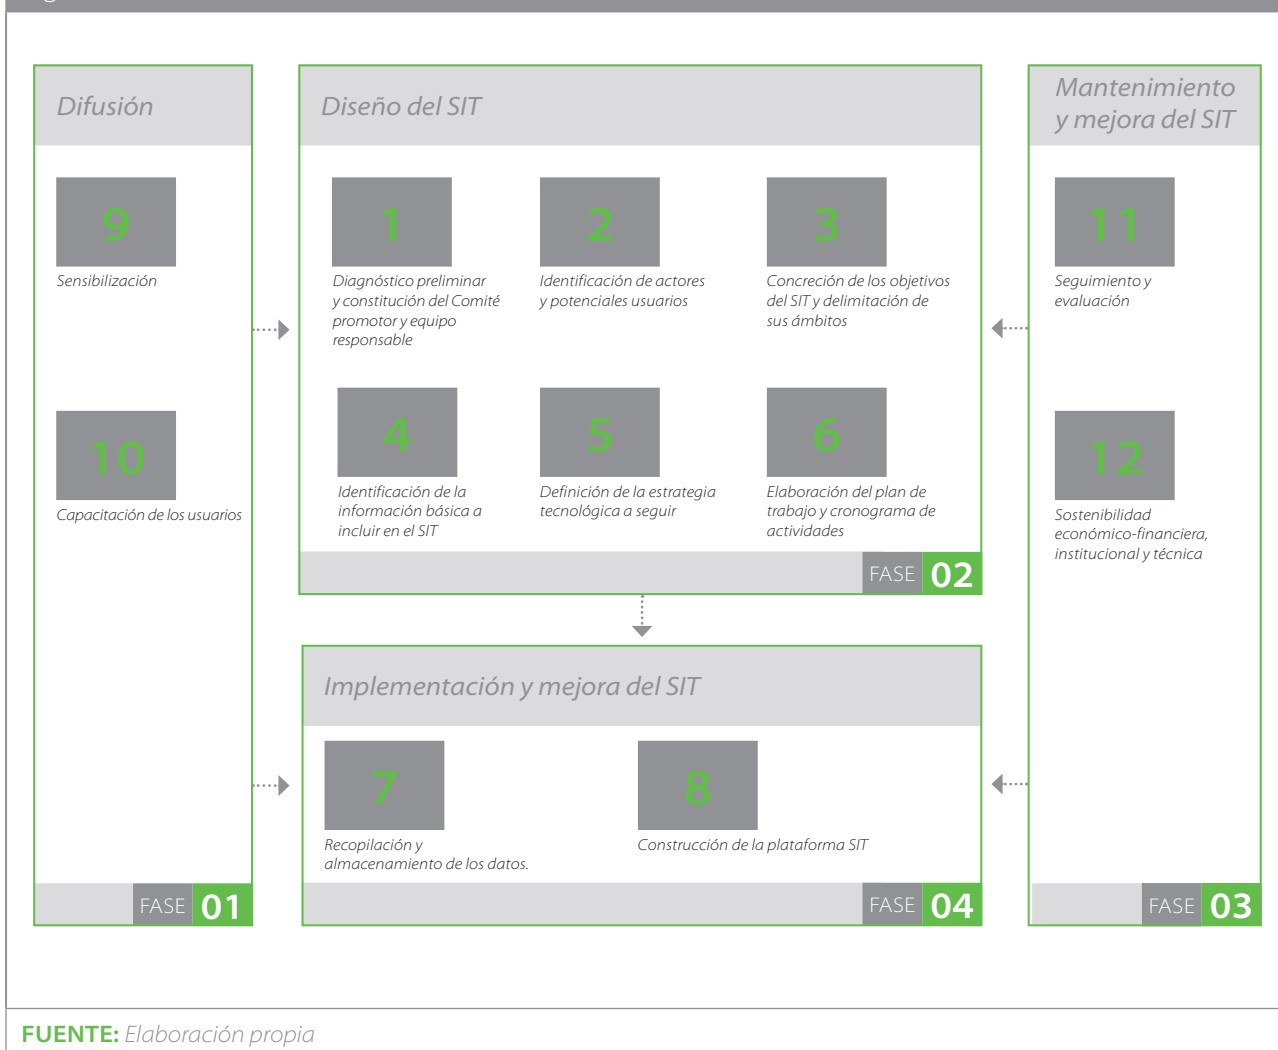 Difusión
9
Sensibilización
10
Capacitación de los usuarios
FASE 01
Diseño del SIT
1
Diagnóstico preliminar
y constitución del Comité
promotor y equipo
responsable
2
Identificación de actores
y potenciales usuarios
3
Concreción de los objetivos
del SIT y delimitación de
sus ámbitos
4
Identificación de la
información básica a
incluir en el SIT
5
Definición de la estrategia
tecnológica a seguir
6
Elaboración del plan de
trabajo y cronograma de
actividades
FASE 02
Implementación y mejora del SIT
7
Recopilación y
almacenamiento de los datos.
8
Construcción de la plataforma SIT
FASE 04
Mantenimiento
y mejora del SIT
11
Seguimiento y
evaluación
12
Sostenibilidad
económico-financiera,
institucional y técnica
FASE 03
FUENTE: Elaboración propia